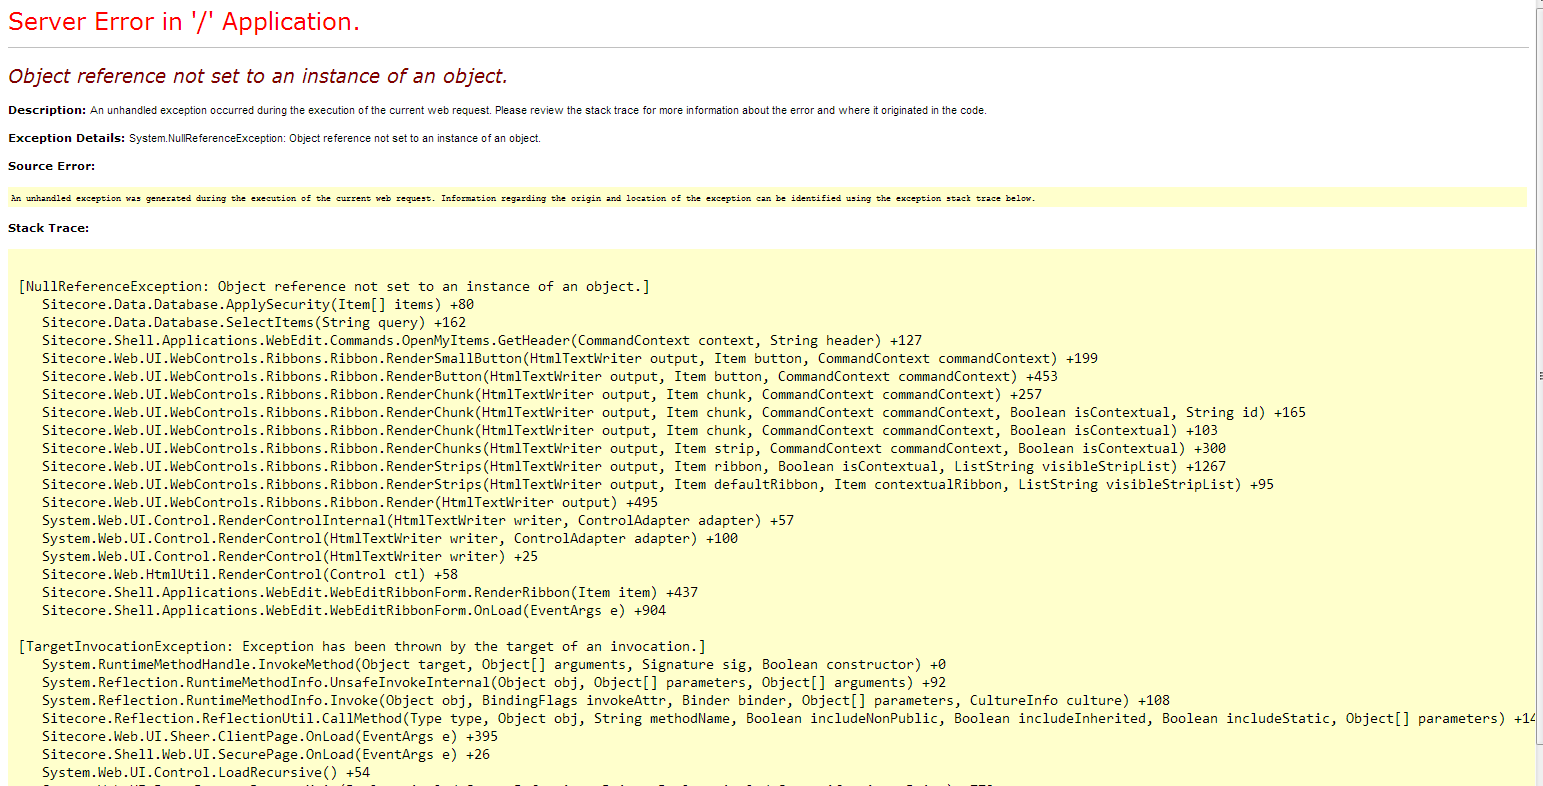 Server Error in '/' Application.
Object reference not set to an instance of an object.
Description: An unhandled exception occurred during the execution of the current web request. Please review the stack trace for more information about the error and where it originated in the code.
Exception Details: System.NullReferenceException: Object reference not set to an instance of an object.
Source Error:
An unhandled exception was generated during the execution of the current web request. Information regarding the origin and location of the exception can be identified using the exception stack trace below.
Stack Trace:
[NullReferenceException: Object reference not set to an instance of an object.]
Sitecore.Data.Database.ApplySecurity(Item[] items) +80
Sitecore.Data.Database.SelectItems(String query) +162
Sitecore.Shell.Applications.WebEdit.Commands.OpenMyItems.GetHeader(CommandContext context, String header) +127
Sitecore.Web.UI.WebControls.Ribbons.Ribbon.RenderSmallButton(HtmlTextWriter output, Item button, CommandContext commandContext) +199
Sitecore.Web.UI.WebControls.Ribbons.Ribbon.RenderButton(HtmlTextWriter output, Item button, CommandContext commandContext) +453
Sitecore.Web.UI.WebControls.Ribbons.Ribbon.RenderChunk(HtmlTextWriter output, Item chunk, CommandContext commandContext) +257
Sitecore.Web.UI.WebControls.Ribbons.Ribbon.RenderChunk(HtmlTextWriter output, Item chunk, CommandContext commandContext, Boolean isContextual, String id) +165
Sitecore.Web.UI.WebControls.Ribbons.Ribbon.RenderChunk(HtmlTextWriter output, Item chunk, CommandContext commandContext, Boolean isContextual) +103
Sitecore.Web.UI.WebControls.Ribbons.Ribbon.RenderChunks(HtmlTextWriter output, Item strip, CommandContext commandContext, Boolean isContextual) +300
Sitecore.Web.UI.WebControls.Ribbons.Ribbon.RenderStrips(HtmlTextWriter output, Item ribbon, Boolean isContextual, ListString visibleStripList) +1267
Sitecore.Web.UI.WebControls.Ribbons.Ribbon.RenderStrips(HtmlTextWriter output, Item defaultRibbon, Item contextualRibbon, ListString visibleStripList) +95
Sitecore.Web.UI.WebControls.Ribbons.Ribbon.Render(HtmlTextWriter output) +495
System.Web.UI.Control.RenderControlInternal(HtmlTextWriter writer, ControlAdapter adapter) +57
System.Web.UI.Control.RenderControl(HtmlTextWriter writer, ControlAdapter adapter) +100
System.Web.UI.Control.RenderControl(HtmlTextWriter writer) +25
Sitecore.Web.HtmlUtil.RenderControl(Control ctl) +58
Sitecore.Shell.Applications.WebEdit.WebEditRibbonForm.RenderRibbon(Item item) +437
Sitecore.Shell.Applications.WebEdit.WebEditRibbonForm.OnLoad(EventArgs e) +904
[TargetInvocationException: Exception has been thrown by the target of an invocation.]
System.RuntimeMethodHandle.InvokeMethod(Object target, Object[] arguments, Signature sig, Boolean constructor) +0
System.Reflection.RuntimeMethodInfo.UnsafeInvokeInternal(Object obj, Object[] parameters, Object[] arguments) +92
System.Reflection.RuntimeMethodInfo.Invoke(Object obj, BindingFlags invokeAttr, Binder binder, Object[] parameters, CultureInfo culture) +108
Sitecore.Reflection.ReflectionUtil.CallMethod(Type type, Object obj, String methodName, Boolean includeNonPublic, Boolean includeInherited, Boolean includeStatic, Object[] parameters) +14
Sitecore.Web.UI.Sheer.ClientPage.OnLoad(EventArgs e) +395
Sitecore.Shell.Web.UI.SecurePage.OnLoad(EventArgs e) +26
System.Web.UI.Control.LoadRecursive() +54